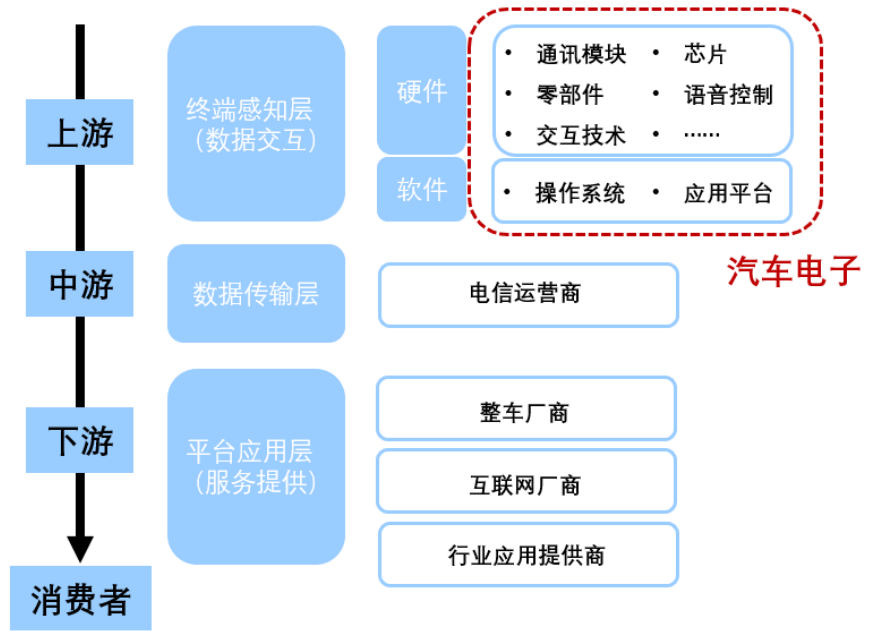 上游
终端感知层
（数据交互）
硬件
• 通讯模块 • 芯片
• 零部件 • 语音控制
• 交互技术 • ……
软件
• 操作系统 • 应用平台
汽车电子
中游
数据传输层
电信运营商
下游
平台应用层
（服务提供）
整车厂商
互联网厂商
行业应用提供商
消费者